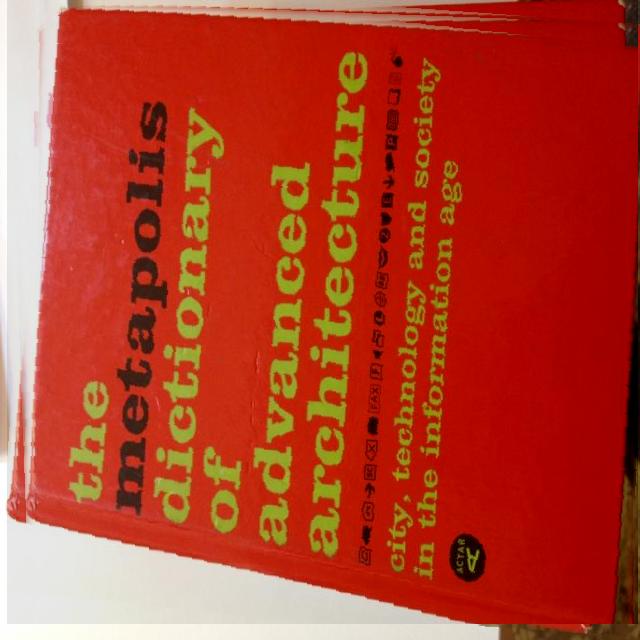 the
metapolis
dictionary
of
advanced
architecture
FAX
city, technology and society
in the information age
ACTAR